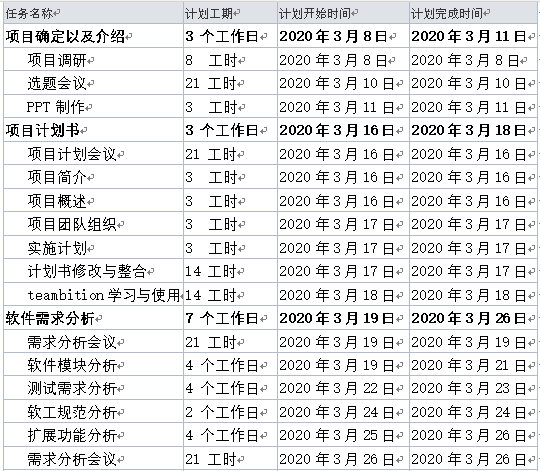 任务名称 计划工期 计划开始时间 计划完成时间
项目确定以及介绍 3 个工作日 2020 年 3 月 8 日 2020 年 3 月 11 日
项目调研 8 工时 2020 年 3 月 8 日 2020 年 3 月 8 日
选题会议 21 工时 2020 年 3 月 10 日 2020 年 3 月 10 日
PPT 制作 3 工时 2020 年 3 月 11 日 2020 年 3 月 11 日
项目计划书 3 个工作日 2020 年 3 月 16 日 2020 年 3 月 18 日
项目计划会议 21 工时 2020 年 3 月 16 日 2020 年 3 月 16 日
项目简介 3 工时 2020 年 3 月 16 日 2020 年 3 月 16 日
项目概述 3 工时 2020 年 3 月 16 日 2020 年 3 月 16 日
项目团队组织 3 工时 2020 年 3 月 17 日 2020 年 3 月 17 日
实施计划 3 工时 2020 年 3 月 17 日 2020 年 3 月 17 日
计划书修改与整合 14 工时 2020 年 3 月 17 日 2020 年 3 月 17 日
teambition 学习与使用 14 工时 2020 年 3 月 18 日 2020 年 3 月 18 日
软件需求分析 7 个工作日 2020 年 3 月 19 日 2020 年 3 月 26 日
需求分析会议 21 工时 2020 年 3 月 19 日 2020 年 3 月 19 日
软件模块分析 4 个工作日 2020 年 3 月 19 日 2020 年 3 月 21 日
测试需求分析 4 个工作日 2020 年 3 月 22 日 2020 年 3 月 23 日
软工规范分析 2 个工作日 2020 年 3 月 24 日 2020 年 3 月 24 日
扩展功能分析 4 个工作日 2020 年 3 月 25 日 2020 年 3 月 26 日
需求分析会议 21 工时 2020 年 3 月 26 日 2020 年 3 月 26 日